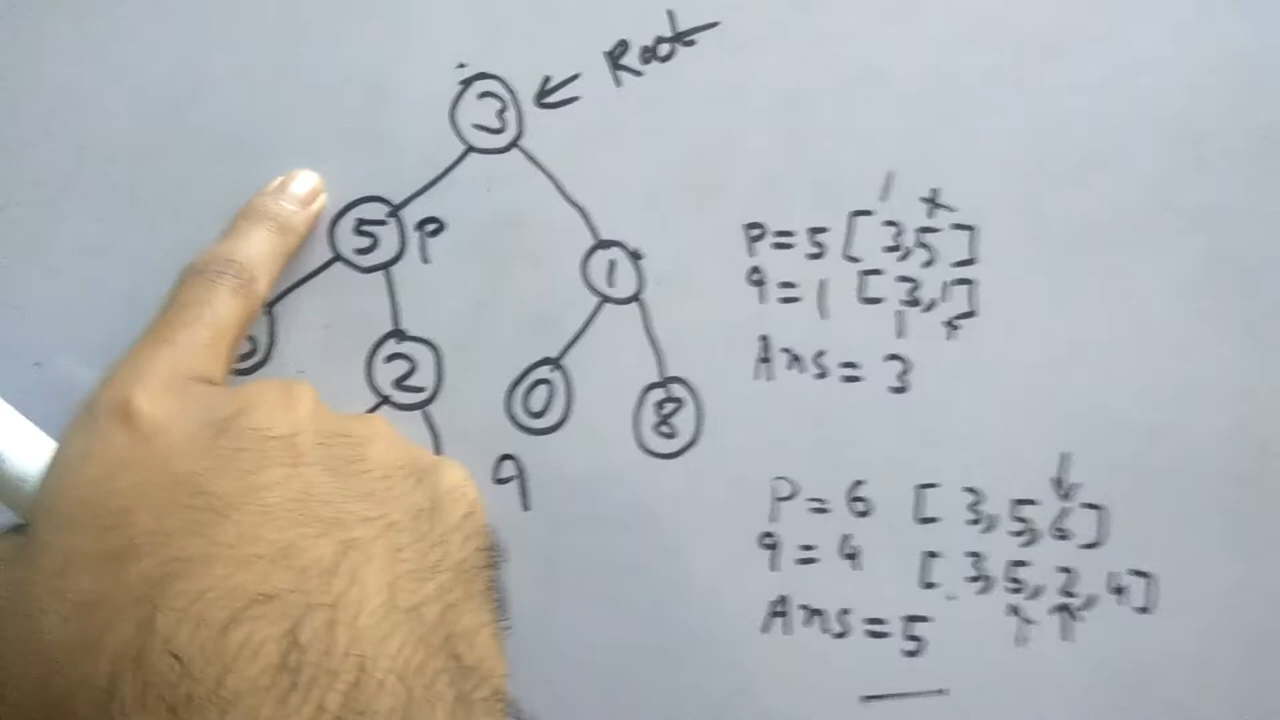 Root
3
5 P
1
2
0
8
q
P=5 [3,5]
q=1 [3,1]
Ans=3
P=6 [3,5,6]
q=4 [3,5,2,4]
Ans=5